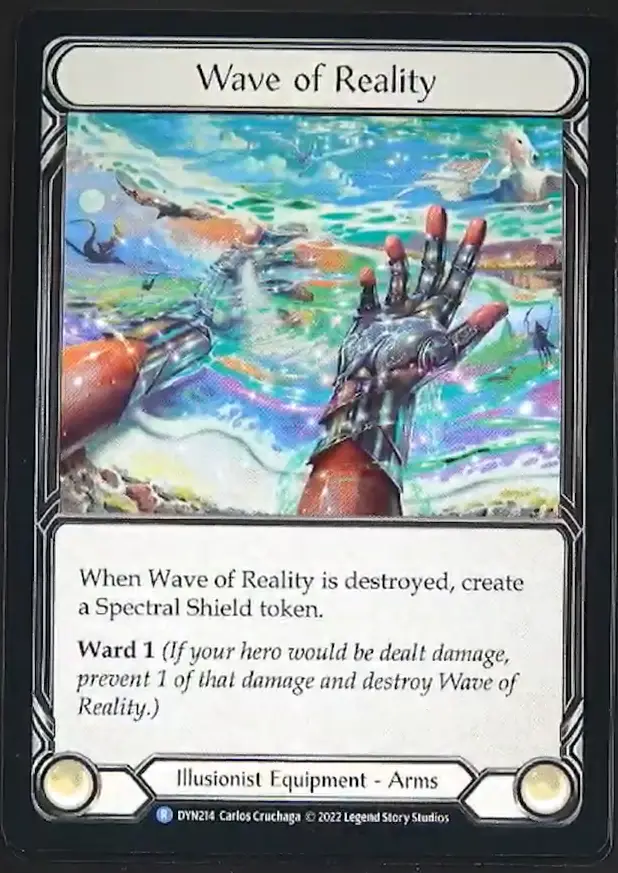 Wave of Reality
When Wave of Reality is destroyed, create
a Spectral Shield token.
Ward 1 (If your hero would be dealt damage,
prevent 1 of that damage and destroy Wave of
Reality.)
Illusionist Equipment - Arms
R DYN214 Carlos Cruchaga © 2022 Legend Story Studios